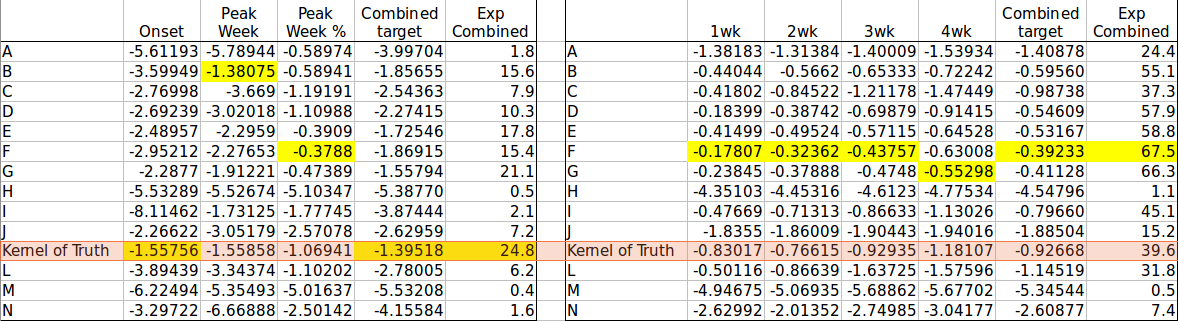 Peak Peak Combined Exp Combined Exp
Onset Week Week % target Combined 1wk 2wk 3wk 4wk target Combined
A -5.61193 -5.78944 -0.58974 -3.99704 1.8 A -1.38183 -1.31384 -1.40009 -1.53934 -1.40878 24.4
B -3.59949 -1.38075 -0.58941 -1.85655 15.6 B -0.44044 -0.5662 -0.65333 -0.72242 -0.59560 55.1
C -2.76998 -3.669 -1.19191 -2.54363 7.9 C -0.41802 -0.84522 -1.21178 -1.47449 -0.98738 37.3
D -2.69239 -3.02018 -1.10988 -2.27415 10.3 D -0.18399 -0.38742 -0.69879 -0.91415 -0.54609 57.9
E -2.48957 -2.2959 -0.3909 -1.72546 17.8 E -0.41499 -0.49524 -0.57115 -0.64528 -0.53167 58.8
F -2.95212 -2.27653 -0.3788 -1.86915 15.4 F -0.17807 -0.32362 -0.43757 -0.63008 -0.39233 67.5
G -2.2877 -1.91221 -0.47389 -1.55794 21.1 G -0.23845 -0.37888 -0.4748 -0.55298 -0.41128 66.3
H -5.53289 -5.52674 -5.10347 -5.38770 0.5 H -4.35103 -4.45316 -4.6123 -4.77534 -4.54796 1.1
I -8.11462 -1.73125 -1.77745 -3.87444 2.1 I -0.47669 -0.71313 -0.86633 -1.13026 -0.79660 45.1
J -2.26622 -3.05179 -2.57078 -2.62959 7.2 J -1.8355 -1.86009 -1.90443 -1.94016 -1.88504 15.2
Kernel of Truth -1.55756 -1.55858 -1.06941 -1.39518 24.8 Kernel of Truth -0.83017 -0.76615 -0.92935 -1.18107 -0.92668 39.6
L -3.89439 -3.34374 -1.10202 -2.78005 6.2 L -0.50116 -0.86639 -1.63725 -1.57596 -1.14519 31.8
M -6.22494 -5.35493 -5.01637 -5.53208 0.4 M -4.94675 -5.06935 -5.68862 -5.67702 -5.34544 0.5
N -3.29722 -6.66888 -2.50142 -4.15584 1.6 N -2.62992 -2.01352 -2.74985 -3.04177 -2.60877 7.4